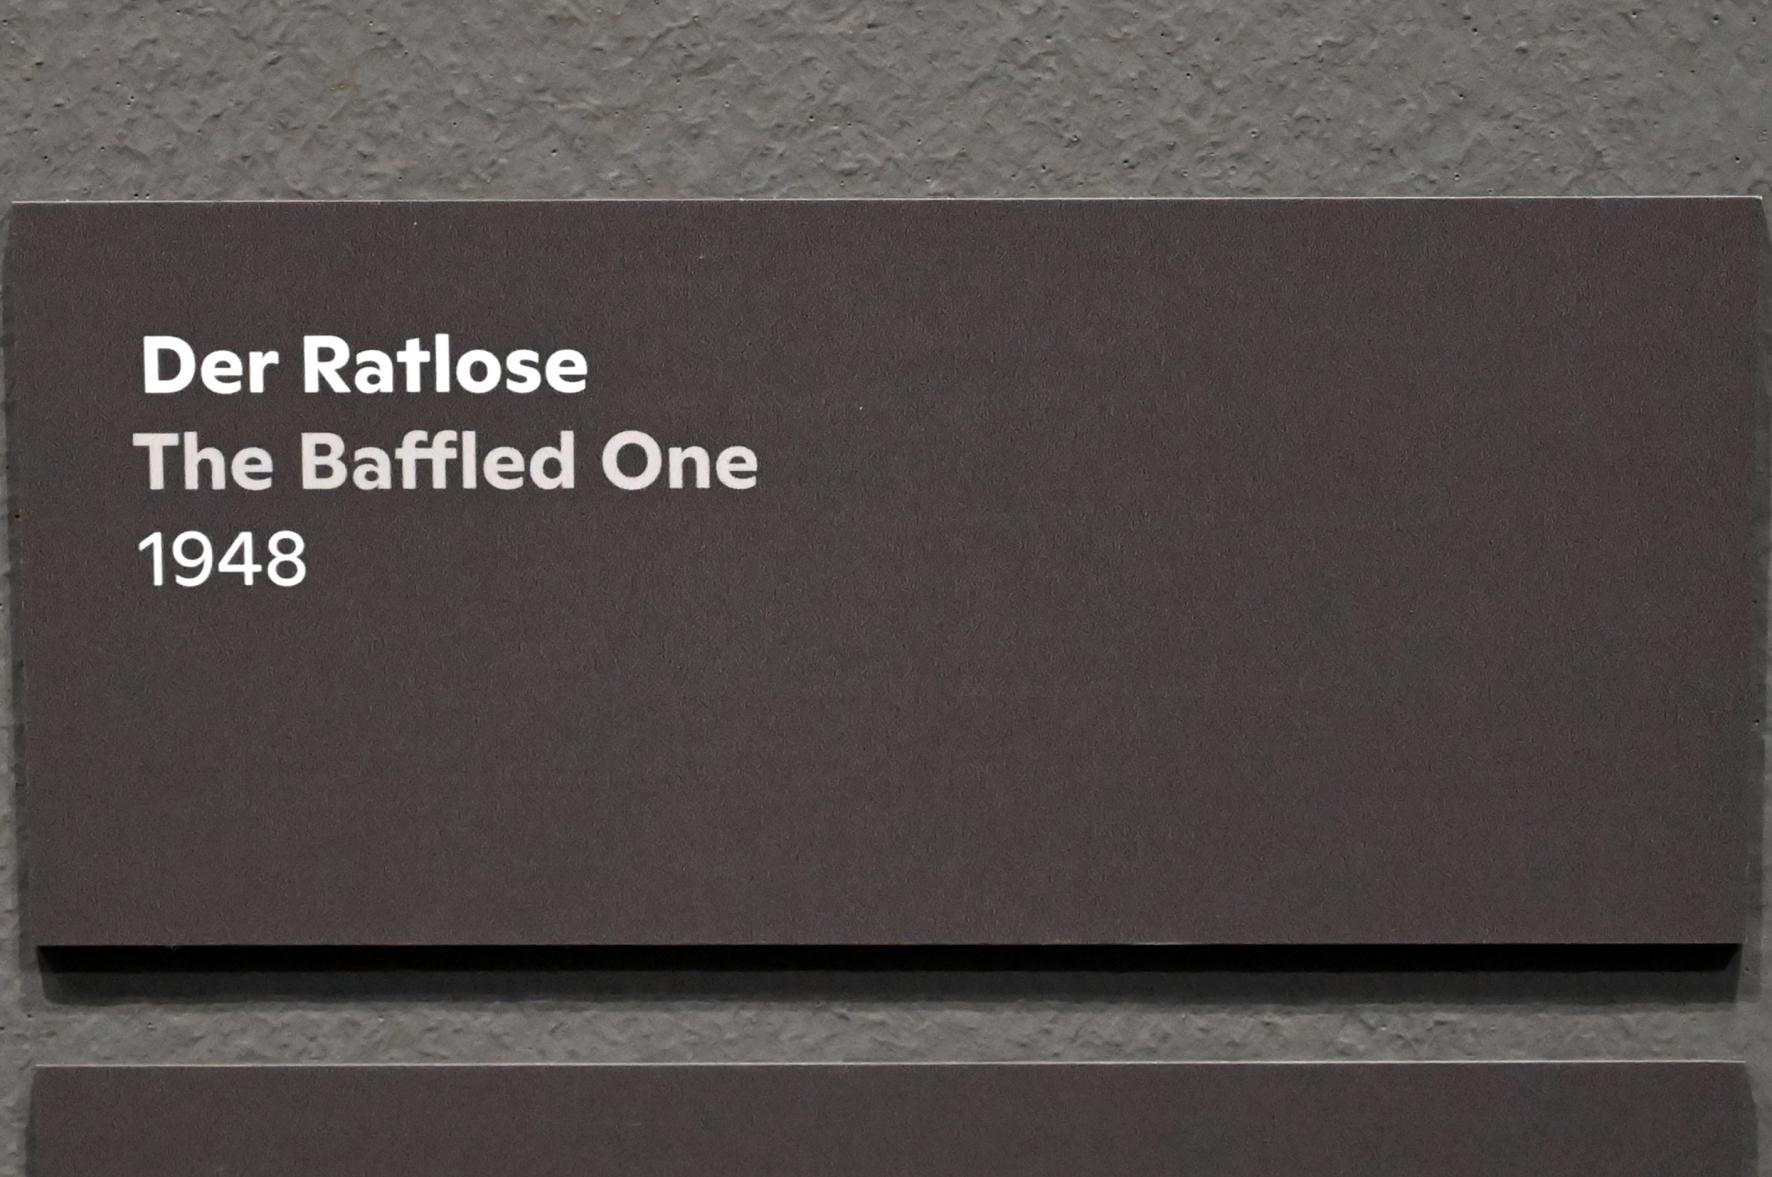 Der Ratlose
The Baffled One
1948